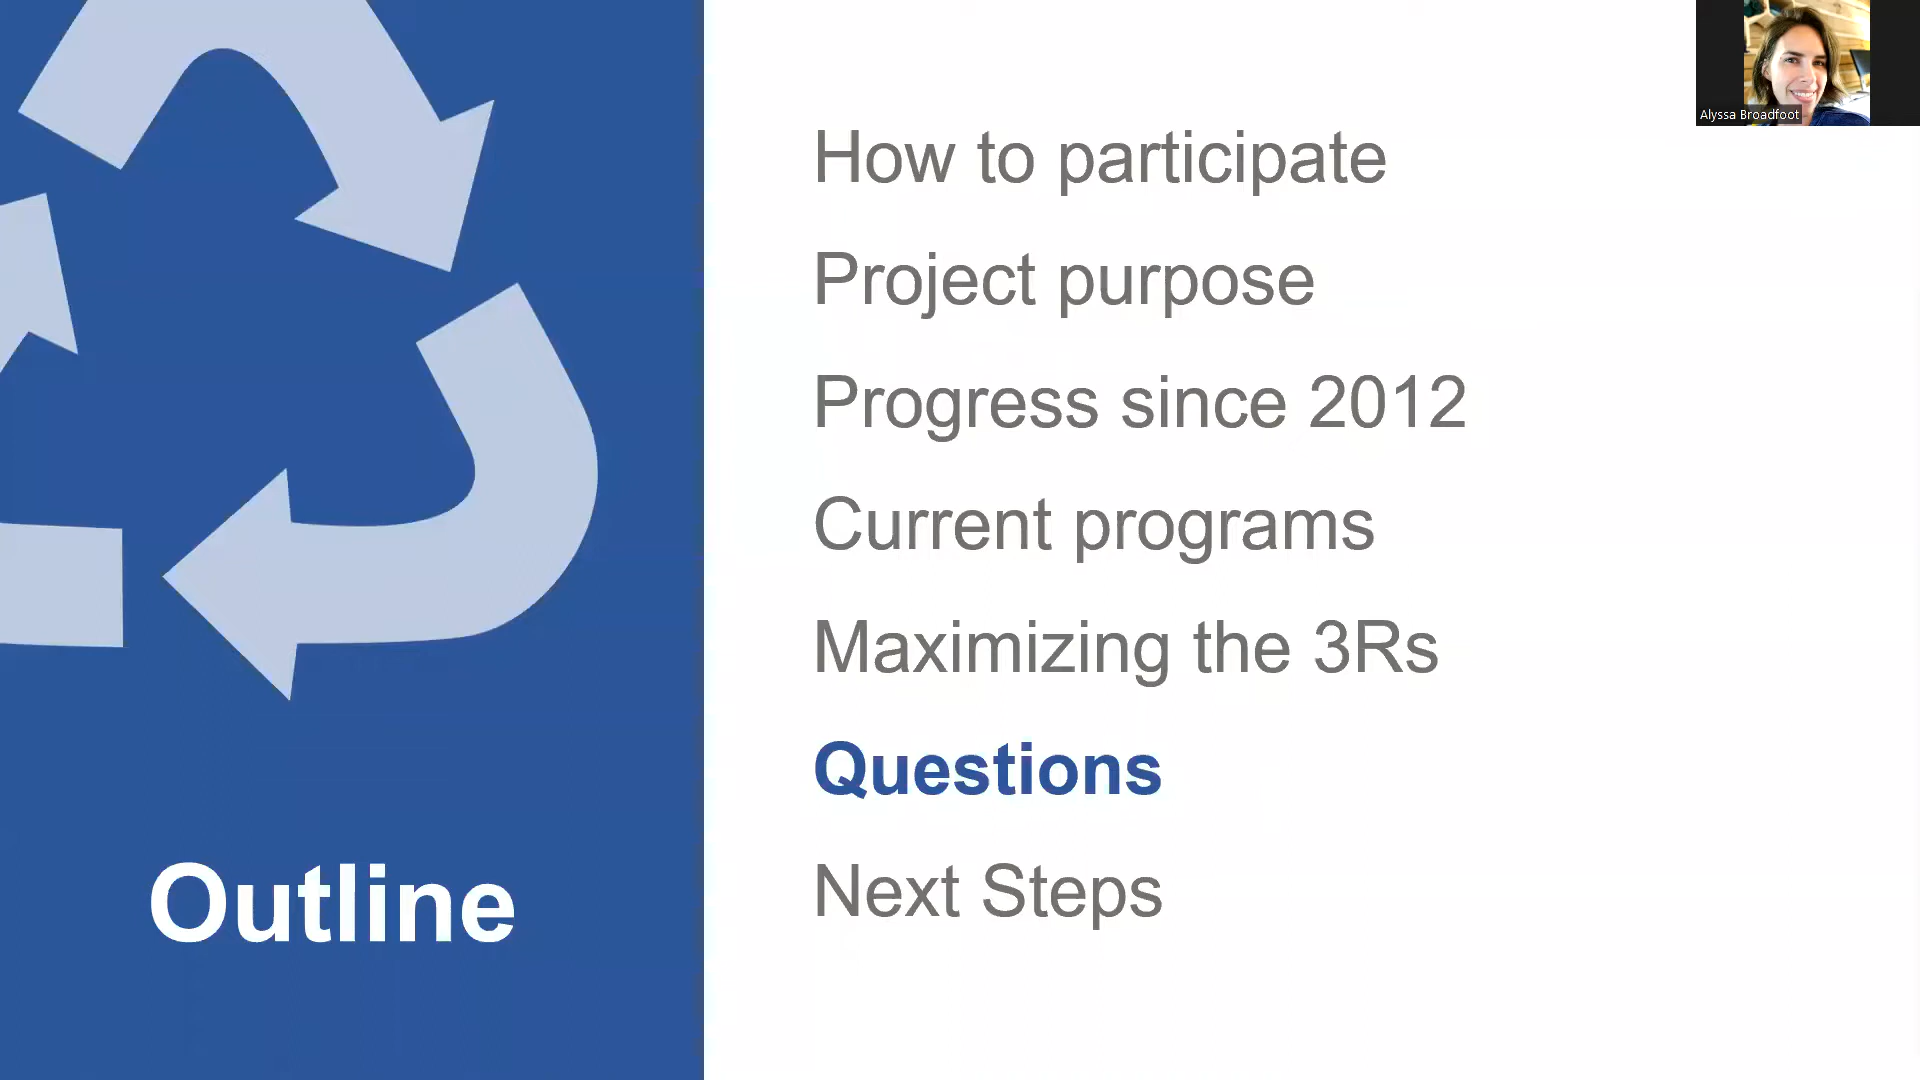 Alyssa Broadfoot
How to participate
Project purpose
Progress since 2012
Current programs
Maximizing the 3Rs
Questions
Next Steps
Outline